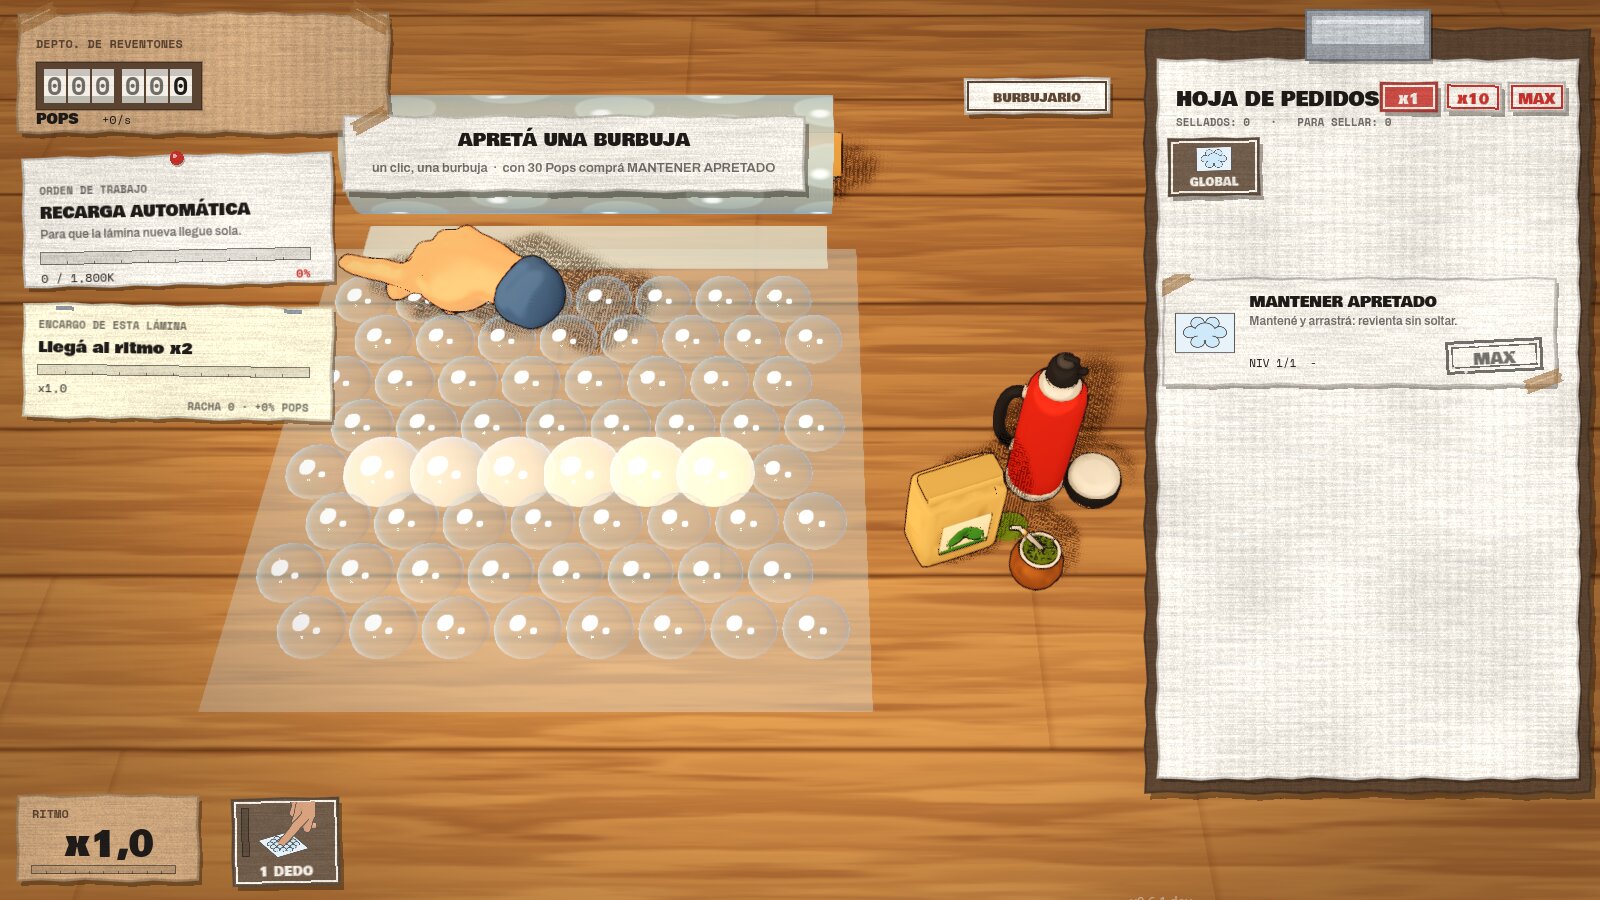 DEPTO. DE REVENTONES
000 000
POPS +0/s
ORDEN DE TRABAJO
RECARGA AUTOMÁTICA
Para que la lámina nueva llegue sola.
0 / 1.800K 0%
ENCARGO DE ESTA LÁMINA
Llegá al ritmo x2
x1.0
RACHA 0 · +0% POPS
APRETÁ UNA BURBUJA
un clic, una burbuja · con 30 Pops comprá MANTENER APRETADO
BURBUJARIO
HOJA DE PEDIDOS x1 x10 MAX
SELLADOS: 0 · PARA SELLAR: 0
GLOBAL
MANTENER APRETADO
Mantené y arrastrá: revienta sin soltar.
NIV 1/1 -
MAX
RITMO
x1,0
1 DEDO